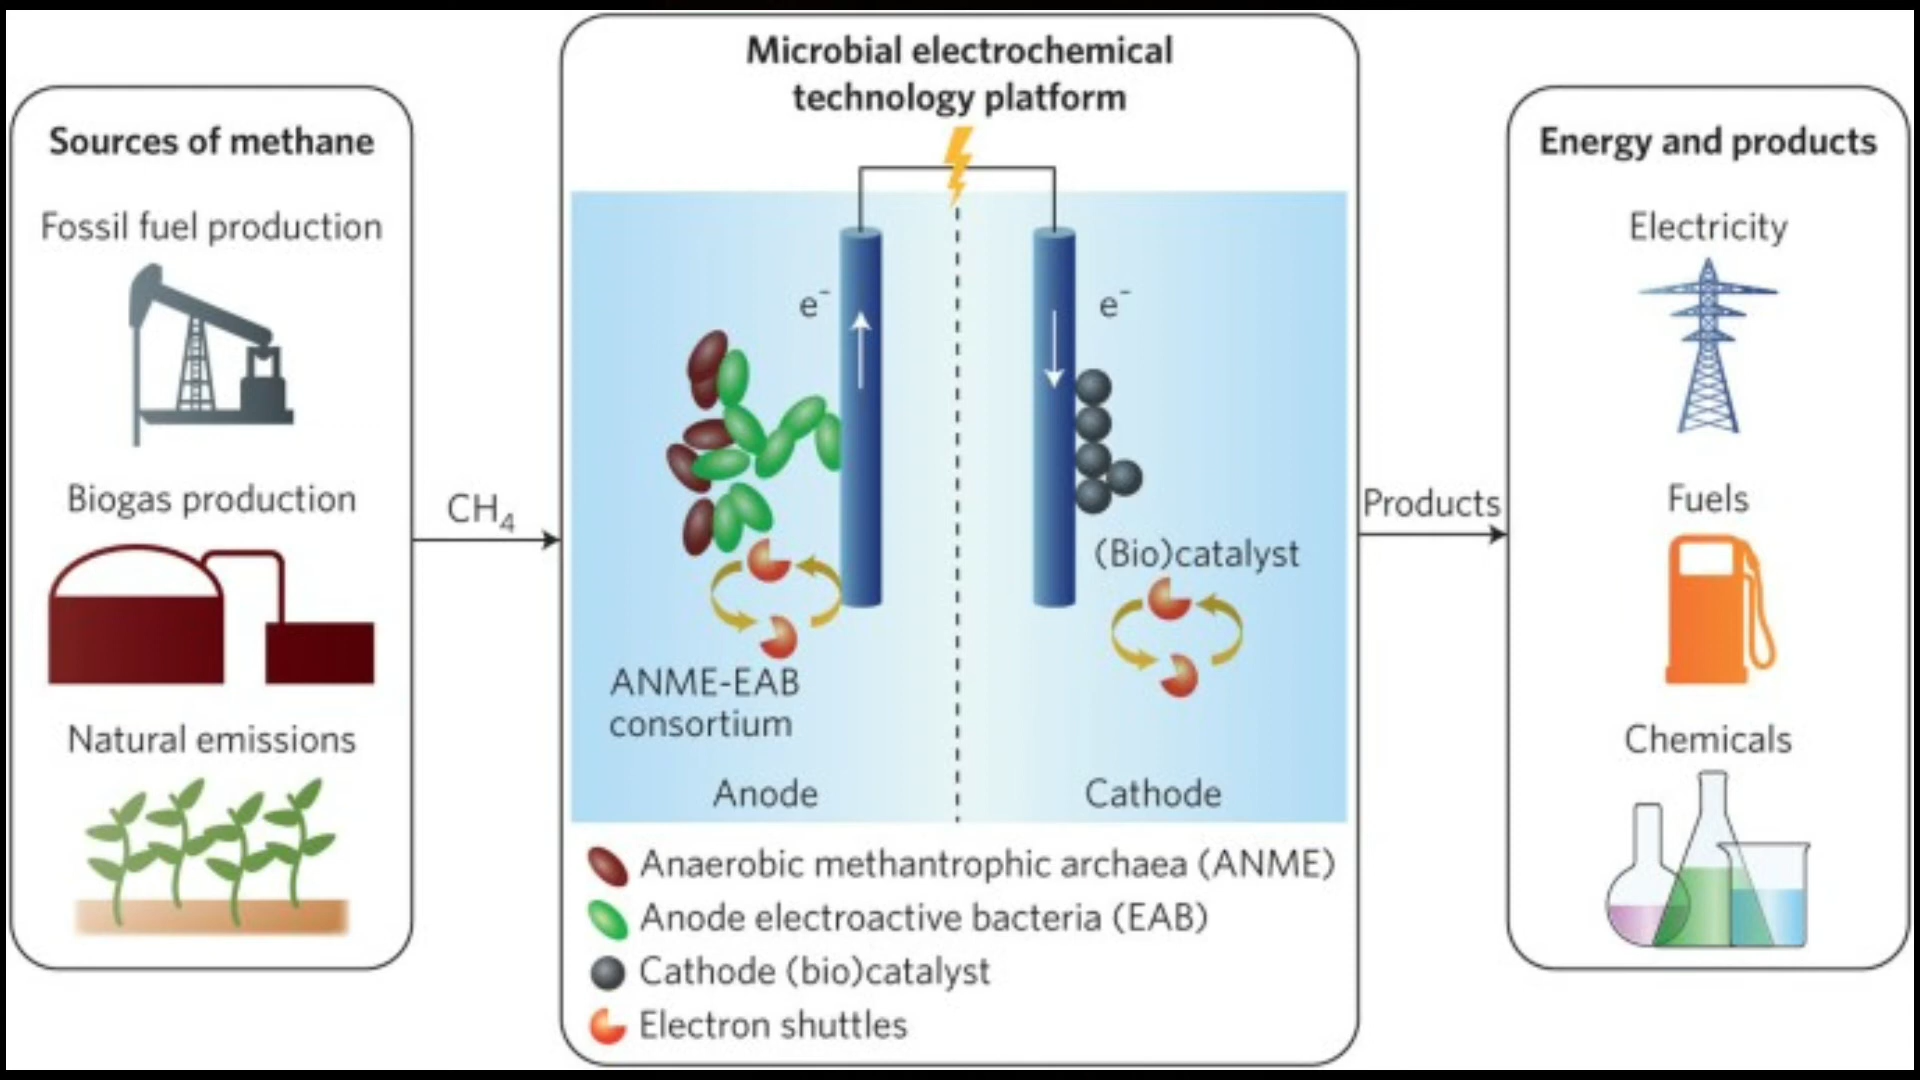 Microbial electrochemical
technology platform
Sources of methane
Fossil fuel production
Biogas production
Natural emissions
CH₄
e⁻
e⁻
(Bio)catalyst
ANME-EAB
consortium
Anode
Cathode
Anaerobic methantrophic archaea (ANME)
Anode electroactive bacteria (EAB)
Cathode (bio)catalyst
Electron shuttles
Products
Energy and products
Electricity
Fuels
Chemicals